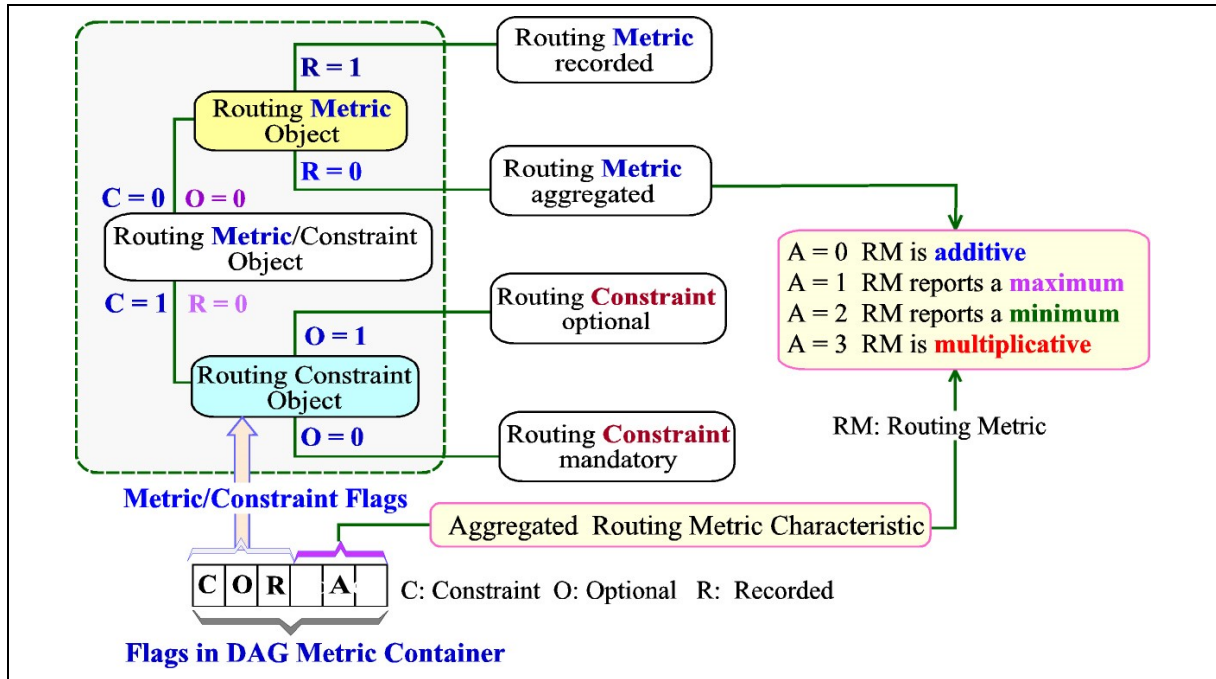 Routing Metric
recorded
R = 1
Routing Metric
Object
R = 0
Routing Metric
aggregated
C = 0 O = 0
Routing Metric/Constraint
Object
C = 1 R = 0
A = 0 RM is additive
A = 1 RM reports a maximum
A = 2 RM reports a minimum
A = 3 RM is multiplicative
Routing Constraint
optional
O = 1
Routing Constraint
Object
O = 0
Routing Constraint
mandatory
RM: Routing Metric
Metric/Constraint Flags
Aggregated Routing Metric Characteristic
C O R A
C: Constraint O: Optional R: Recorded
Flags in DAG Metric Container